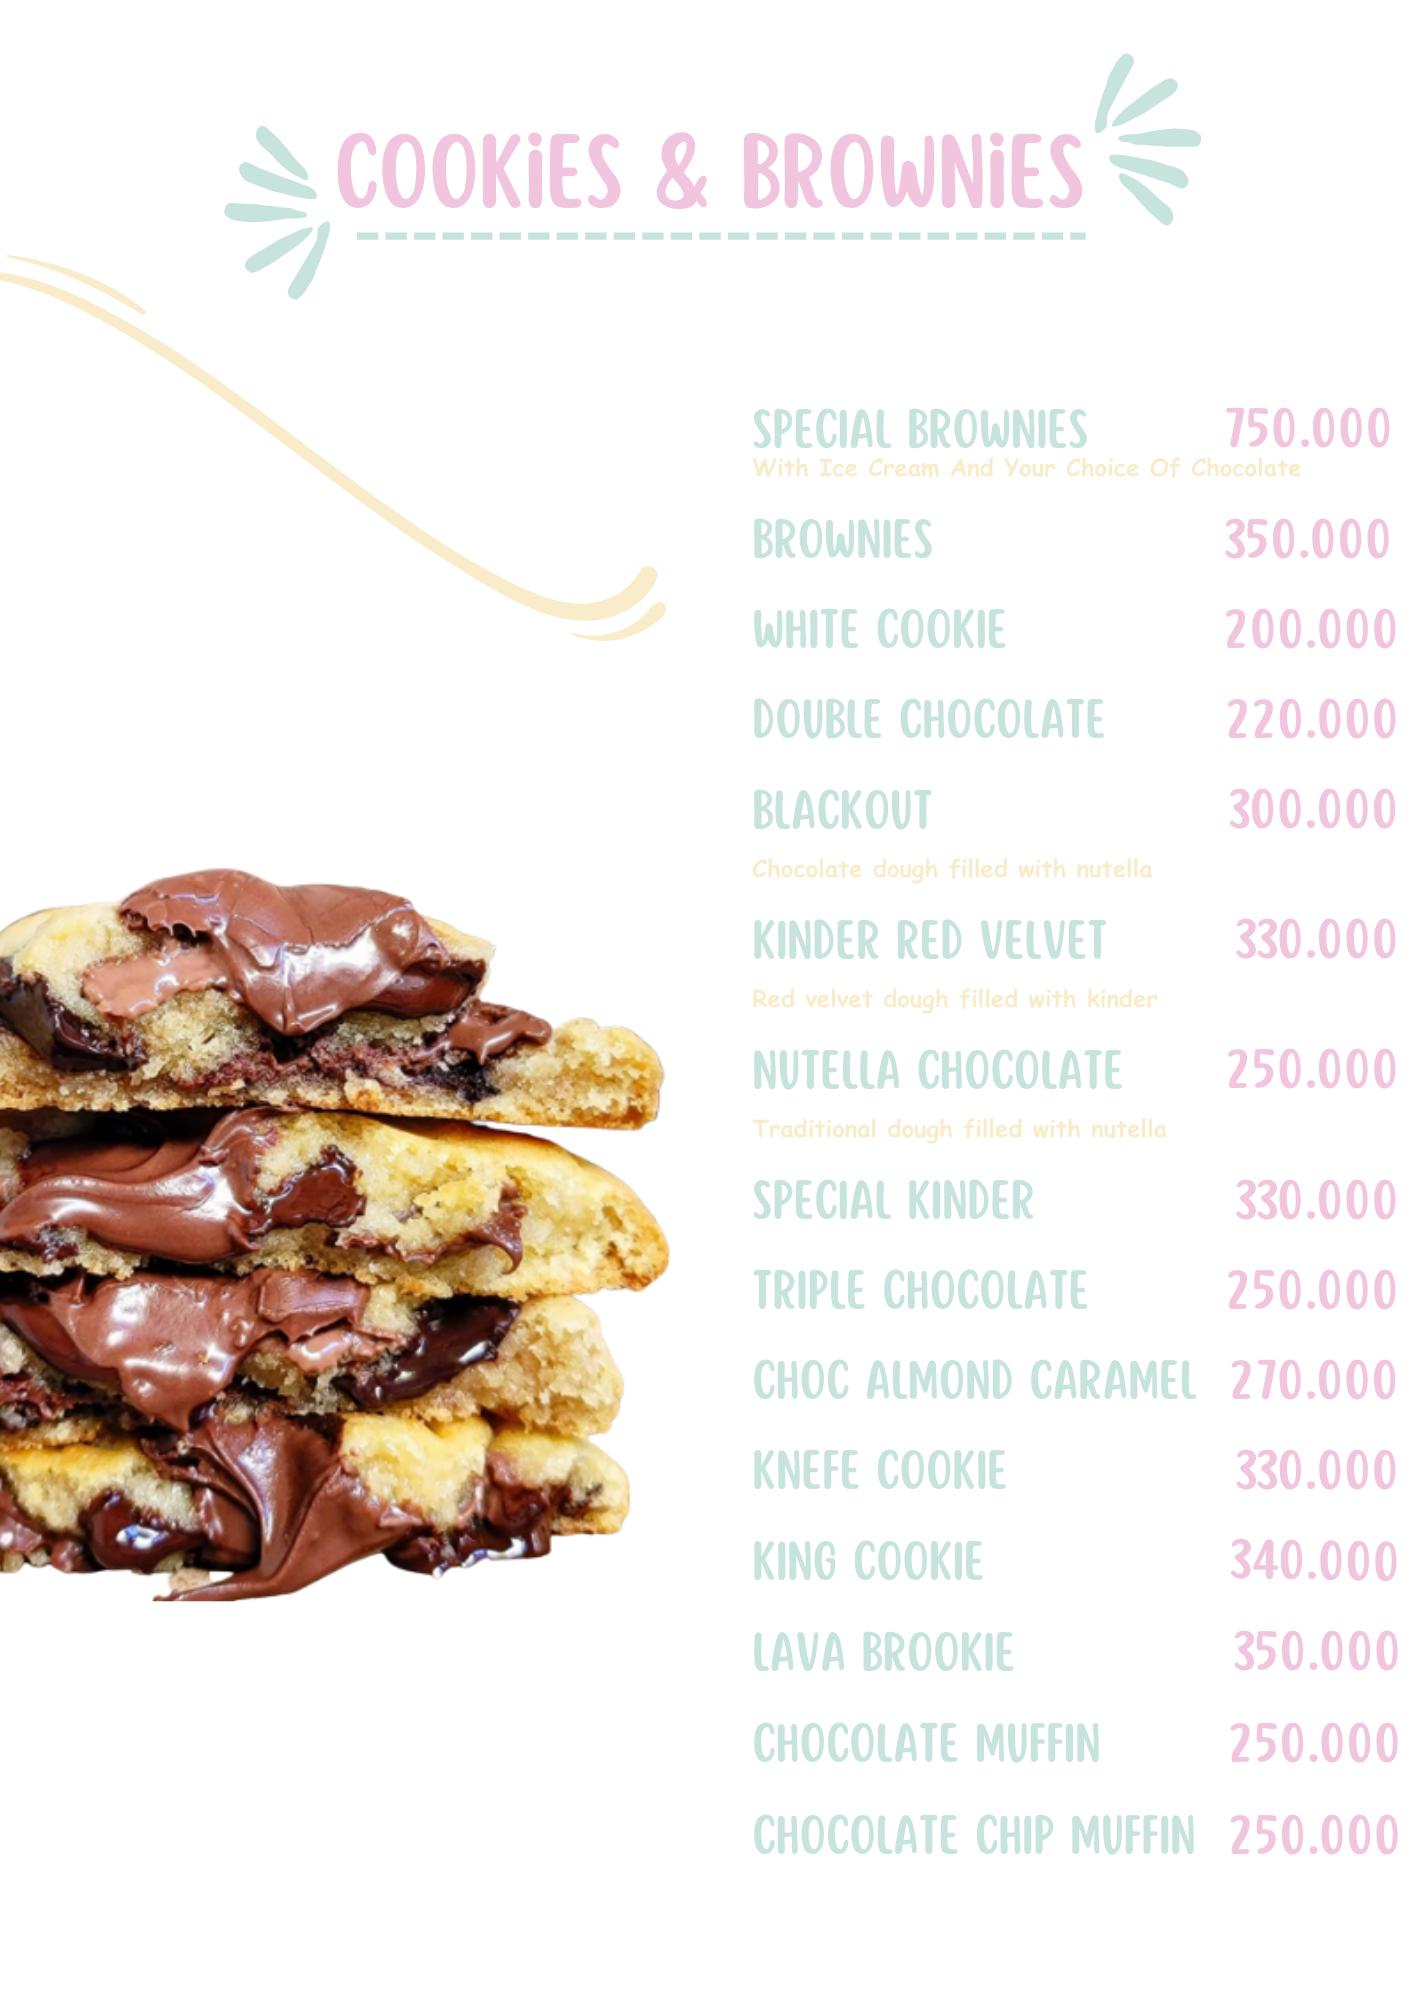 COOKiES & BROWNiES
SPECIAL BROWNIES 750.000
With Ice Cream And Your Choice Of Chocolate
BROWNIES 350.000
WHITE COOKIE 200.000
DOUBLE CHOCOLATE 220.000
BLACKOUT 300.000
Chocolate dough filled with nutella
KINDER RED VELVET 330.000
Red velvet dough filled with kinder
NUTELLA CHOCOLATE 250.000
Traditional dough filled with nutella
SPECIAL KINDER 330.000
TRIPLE CHOCOLATE 250.000
CHOC ALMOND CARAMEL 270.000
KNEFE COOKIE 330.000
KING COOKIE 340.000
LAVA BROOKIE 350.000
CHOCOLATE MUFFIN 250.000
CHOCOLATE CHIP MUFFIN 250.000